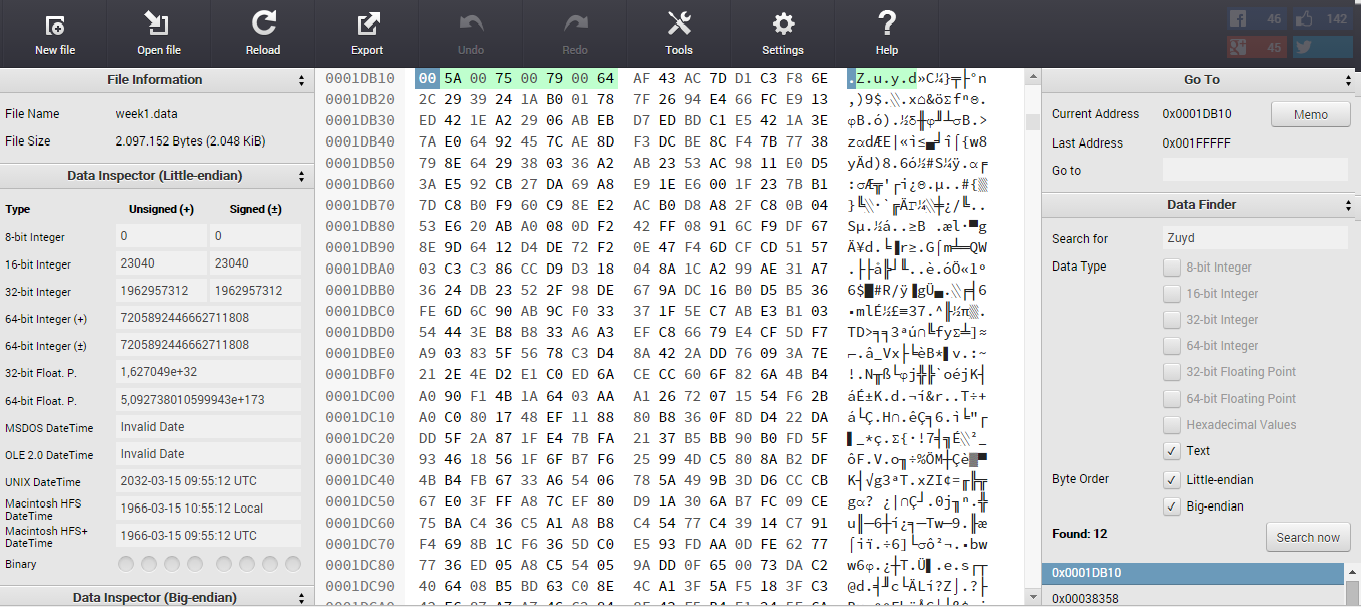 New file
Open file
Reload
Export
Undo
Redo
Tools
Settings
Help
46
142
45
File Information
File Name week1.data
File Size 2.097.152 Bytes (2.048 KiB)
Data Inspector (Little-endian)
Type Unsigned (+) Signed (±)
8-bit Integer 0 0
16-bit Integer 23040 23040
32-bit Integer 1962957312 1962957312
64-bit Integer (+) 7205892446662711808
64-bit Integer (±) 7205892446662711808
32-bit Float. P. 1,627049e+32
64-bit Float. P. 5,092738010599943e+173
MSDOS DateTime Invalid Date
OLE 2.0 DateTime Invalid Date
UNIX DateTime 2032-03-15 09:55:12 UTC
Macintosh HFS
DateTime 1966-03-15 10:55:12 Local
Macintosh HFS+
DateTime 1966-03-15 09:55:12 UTC
Binary
Data Inspector (Big-endian)
0001DB10 00 5A 00 75 00 79 00 64 AF 43 AC 7D D1 C3 F8 6E .Z.u.y.d»C¼}╤├°n
0001DB20 2C 29 39 24 1A B0 01 78 7F 26 94 E4 66 FC E9 13
0001DB30 ED 42 1E A2 29 06 AB EB D7 ED BD C1 E5 42 1A 3E
0001DB40 7A E0 64 92 45 7C AE 8D F3 DC BE 8C F4 7B 77 38
0001DB50 79 8E 64 29 38 03 36 A2 AB 23 53 AC 98 11 E0 D5
0001DB60 3A E5 92 CB 27 DA 69 A8 E9 1E E6 00 1F 23 7B B1
0001DB70 7D C8 B0 F9 60 C9 8E E2 AC B0 D8 A8 2F C8 0B 04
0001DB80 53 E6 20 AB A0 08 0D F2 42 FF 08 91 6C F9 DF 67
0001DB90 8E 9D 64 12 D4 DE 72 F2 0E 47 F4 6D CF CD 51 57
0001DBA0 03 C3 C3 86 CC D9 D3 18 04 8A 1C A2 99 AE 31 A7
0001DBB0 36 24 DB 23 52 2F 98 DE 67 9A DC 16 B0 D5 B5 36
0001DBC0 FE 6D 6C 90 AB 9C F0 33 37 1F 5E C7 AB E3 B1 03
0001DBD0 54 44 3E B8 B8 33 A6 A3 EF C8 66 79 E4 CF 5D F7
0001DBE0 A9 03 83 5F 56 78 C3 D4 8A 42 2A DD 76 09 3A 7E
0001DBF0 21 2E 4E D2 E1 C0 ED 6A CE CC 60 6F 82 6A 4B B4
0001DC00 A0 90 F1 4B 1A 64 03 AA A1 26 72 07 15 54 F6 2B
0001DC10 A0 C0 80 17 48 EF 11 88 80 B8 36 0F 8D D4 22 DA
0001DC20 DD 5F 2A 87 1F E4 7B FA 21 37 B5 BB 90 B0 FD 5F
0001DC30 93 46 18 56 1F 6F B7 F6 25 99 4D C5 80 8A B2 DF
0001DC40 4B B4 FB 67 33 A6 54 06 78 5A 49 9B 3D D6 CC CB
0001DC50 67 E0 3F FF A8 7C EF 80 D9 1A 30 6A B7 FC 09 CE
0001DC60 75 BA C4 36 C5 A1 A8 B8 C4 54 77 C4 39 14 C7 91
0001DC70 F4 69 8B 1C F6 36 5D C0 E5 93 FD AA 0D FE 62 77
0001DC80 77 36 ED 05 A8 C5 54 05 9A DD 0F 65 00 73 DA C2
0001DC90 40 64 08 B5 BD 63 C0 8E 4C A1 3F 5A F5 18 3F C3
Go To
Current Address 0x0001DB10 Memo
Last Address 0x001FFFFF
Go to
Data Finder
Search for Zuyd
Data Type 8-bit Integer
16-bit Integer
32-bit Integer
64-bit Integer
32-bit Floating Point
64-bit Floating Point
Hexadecimal Values
Text
Byte Order Little-endian
Big-endian
Found: 12 Search now
0x0001DB10
0x00038358